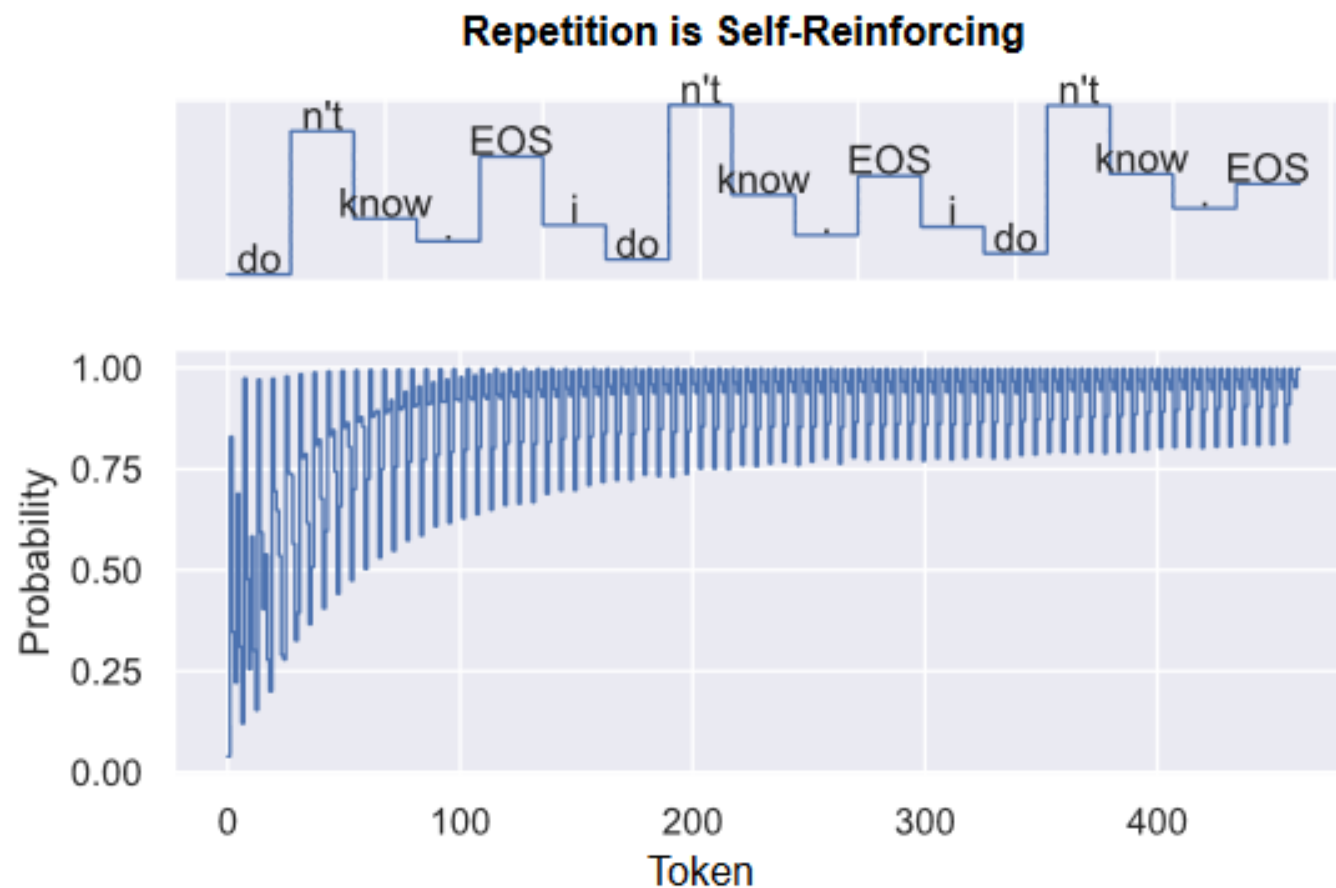 Repetition is Self-Reinforcing
do n't know . EOS i do n't know . EOS i do n't know . EOS
1.00
0.75
0.50
0.25
0.00
Probability
0 100 200 300 400
Token